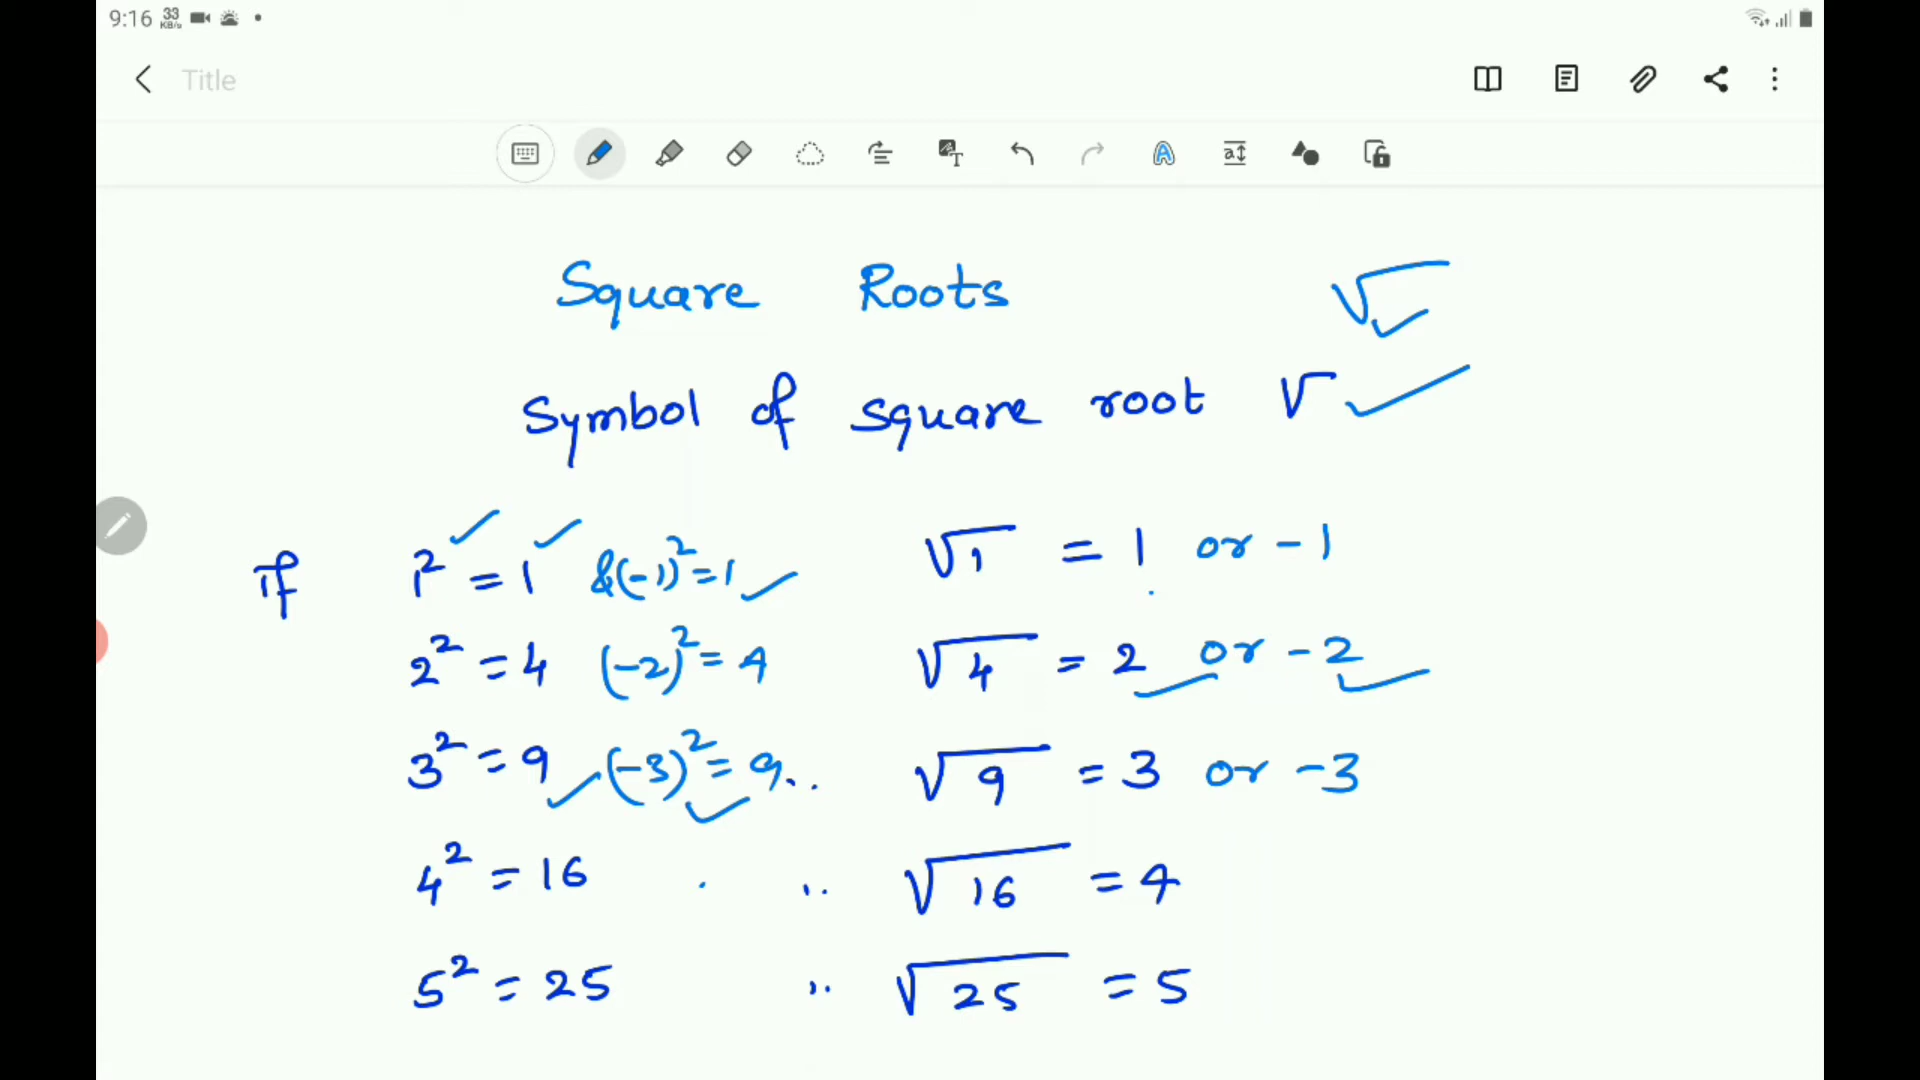 9:16 33 KB/s
Title
Square Roots √
Symbol of square root √
If 1² = 1 &(-1)² = 1 √1 = 1 or -1
2² = 4 (-2)² = 4 √4 = 2 or -2
3² = 9 (-3)² = 9 .. √9 = 3 or -3
4² = 16 .. √16 = 4
5² = 25 .. √25 = 5